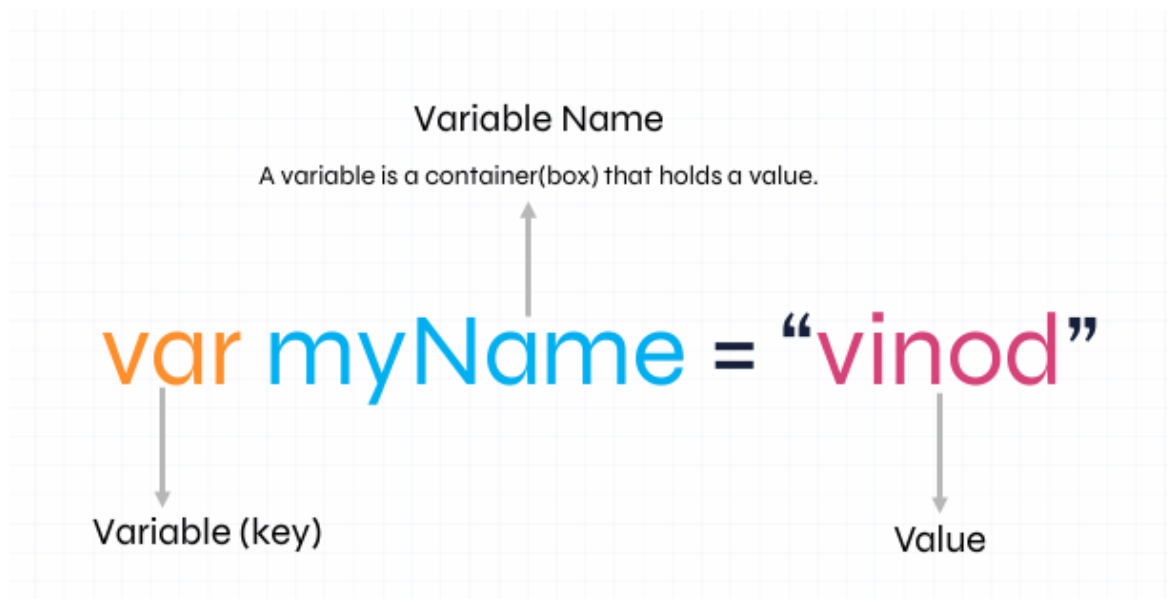 Variable Name
A variable is a container(box) that holds a value.
var myName = “vinod”
Variable (key)
Value